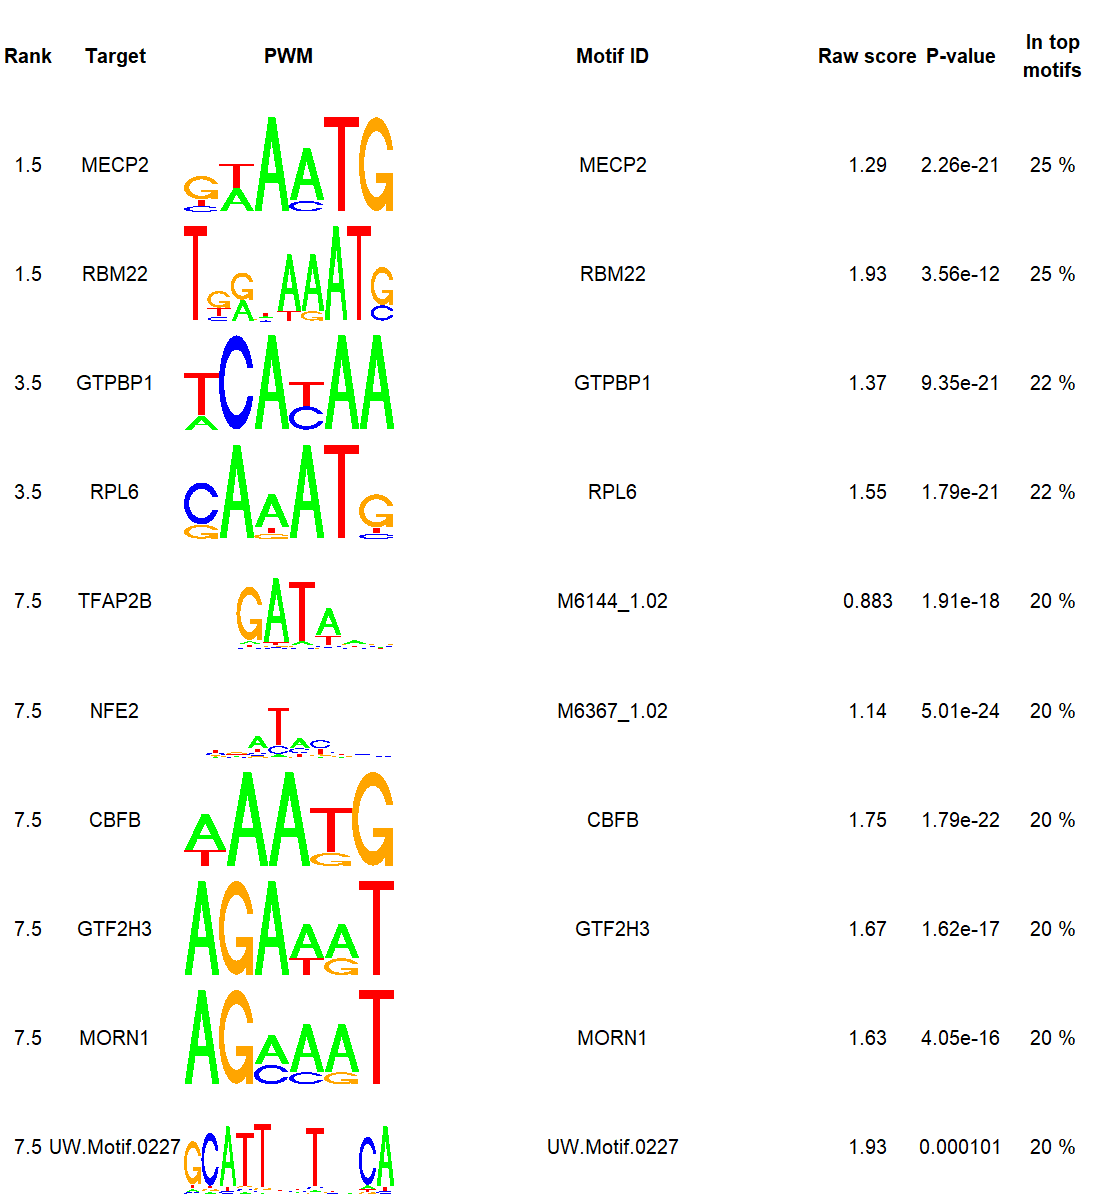 Rank Target PWM Motif ID Raw score P-value In top motifs
1.5 MECP2 MECP2 1.29 2.26e-21 25 %
1.5 RBM22 RBM22 1.93 3.56e-12 25 %
3.5 GTPBP1 GTPBP1 1.37 9.35e-21 22 %
3.5 RPL6 RPL6 1.55 1.79e-21 22 %
7.5 TFAP2B M6144_1.02 0.883 1.91e-18 20 %
7.5 NFE2 M6367_1.02 1.14 5.01e-24 20 %
7.5 CBFB CBFB 1.75 1.79e-22 20 %
7.5 GTF2H3 GTF2H3 1.67 1.62e-17 20 %
7.5 MORN1 MORN1 1.63 4.05e-16 20 %
7.5 UW.Motif.0227 UW.Motif.0227 1.93 0.000101 20 %